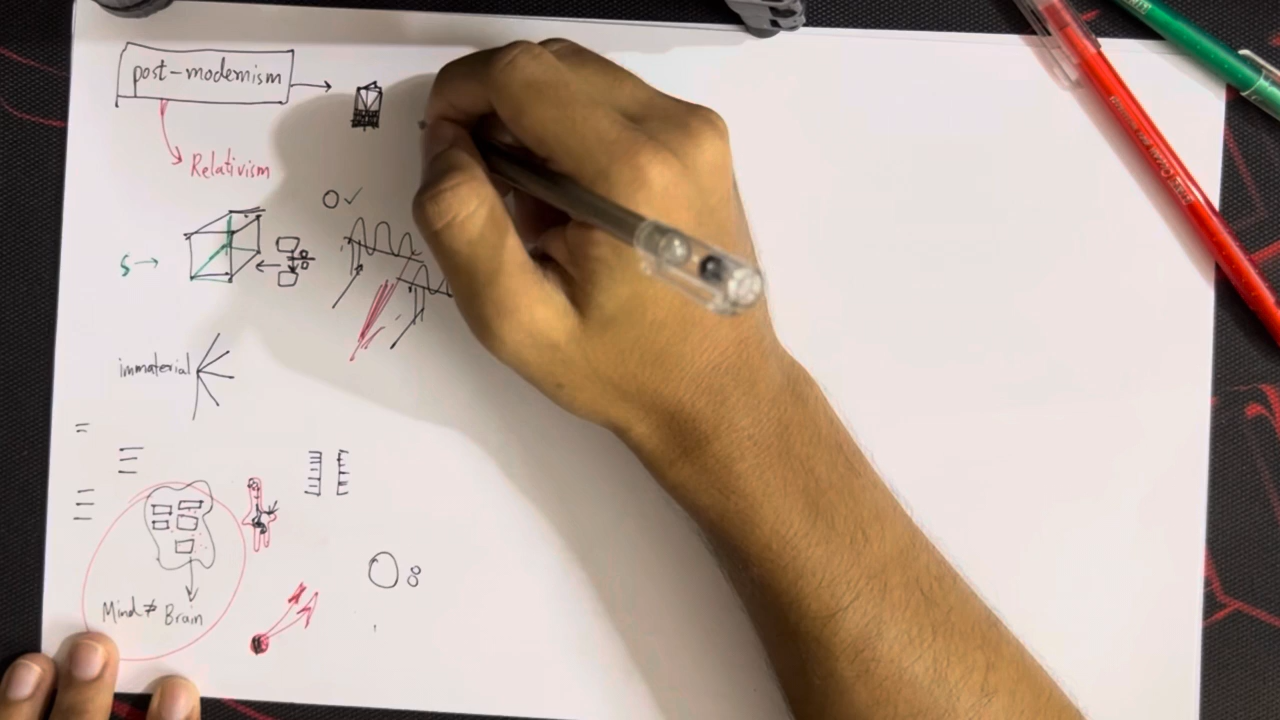 post-modernism
Relativism
S
immaterial
Mind ≠ Brain